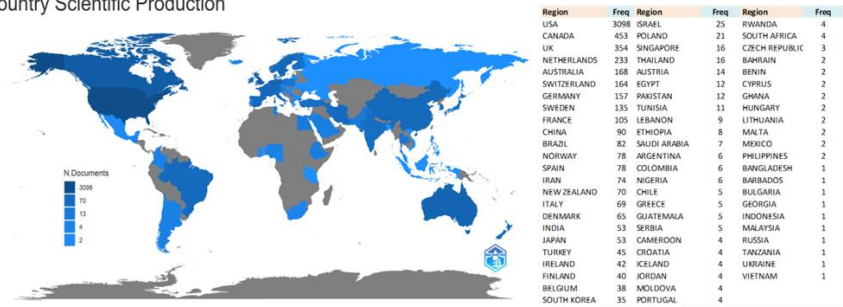 ountry Scientific Production
N.Documents
3098
70
13
4
2
Region Freq Region Freq Region Freq
USA 3098 ISRAEL 25 RWANDA 4
CANADA 453 POLAND 21 SOUTH AFRICA 4
UK 354 SINGAPORE 16 CZECH REPUBLIC 3
NETHERLANDS 233 THAILAND 16 BAHRAIN 2
AUSTRALIA 168 AUSTRIA 14 BENIN 2
SWITZERLAND 164 EGYPT 12 CYPRUS 2
GERMANY 157 PAKISTAN 12 GHANA 2
SWEDEN 135 TUNISIA 11 HUNGARY 2
FRANCE 105 LEBANON 9 LITHUANIA 2
CHINA 90 ETHIOPIA 8 MALTA 2
BRAZIL 82 SAUDI ARABIA 7 MEXICO 2
NORWAY 78 ARGENTINA 6 PHILIPPINES 2
SPAIN 78 COLOMBIA 6 BANGLADESH 1
IRAN 74 NIGERIA 6 BARBADOS 1
NEW ZEALAND 70 CHILE 5 BULGARIA 1
ITALY 69 GREECE 5 GEORGIA 1
DENMARK 65 GUATEMALA 5 INDONESIA 1
INDIA 53 SERBIA 5 MALAYSIA 1
JAPAN 53 CAMEROON 4 RUSSIA 1
TURKEY 45 CROATIA 4 TANZANIA 1
IRELAND 42 ICELAND 4 UKRAINE 1
FINLAND 40 JORDAN 4 VIETNAM 1
BELGIUM 38 MOLDOVA 4
SOUTH KOREA 35 PORTUGAL 4